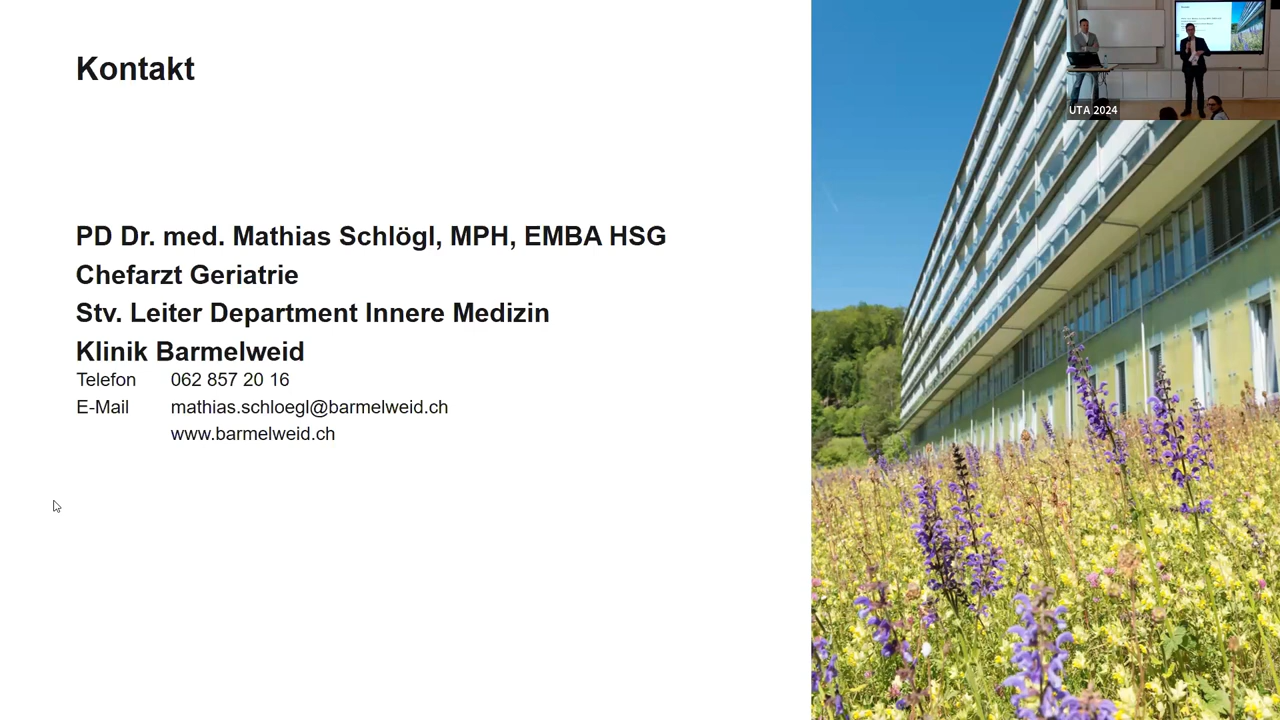 Kontakt
PD Dr. med. Mathias Schlögl, MPH, EMBA HSG
Chefarzt Geriatrie
Stv. Leiter Department Innere Medizin
Klinik Barmelweid
Telefon 062 857 20 16
E-Mail mathias.schloegl@barmelweid.ch
www.barmelweid.ch
UTA 2024